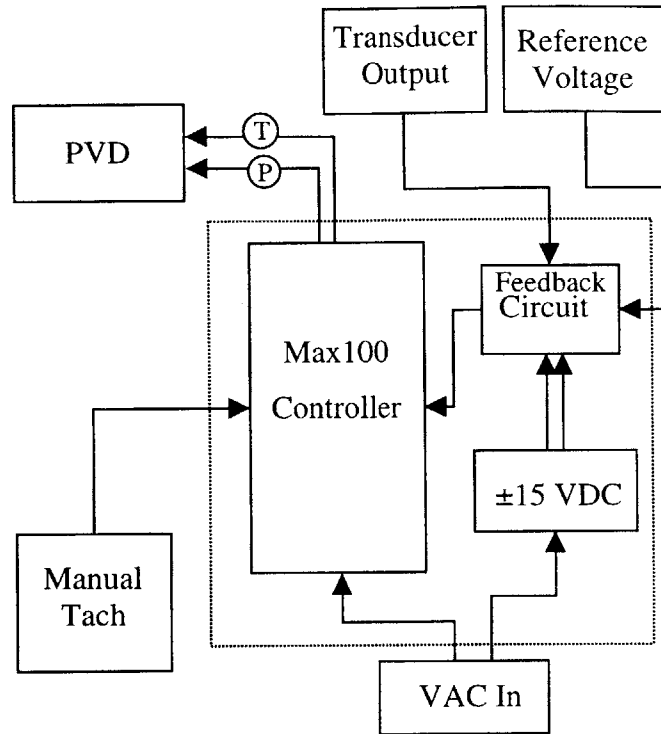 Transducer
Output
Reference
Voltage
T
PVD
P
Feedback
Circuit
Max100
Controller
±15 VDC
Manual
Tach
VAC In